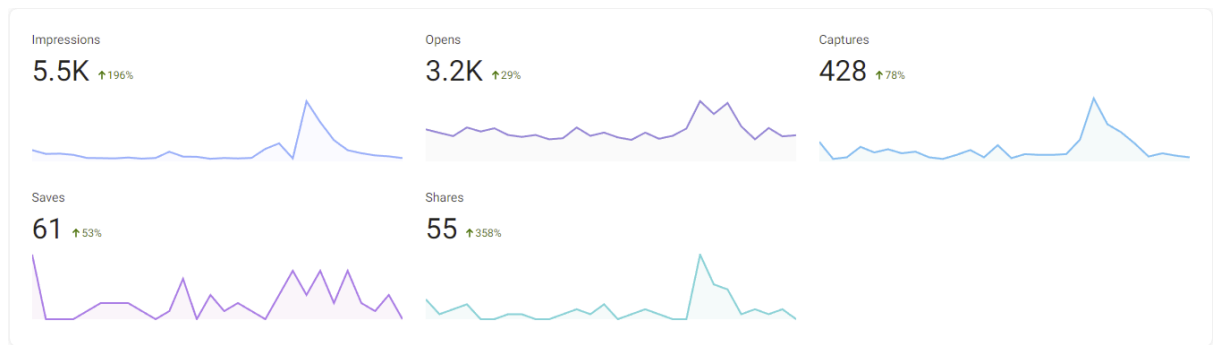 Impressions
5.5K ↑196%
Opens
3.2K ↑29%
Captures
428 ↑78%
Saves
61 ↑53%
Shares
55 ↑358%